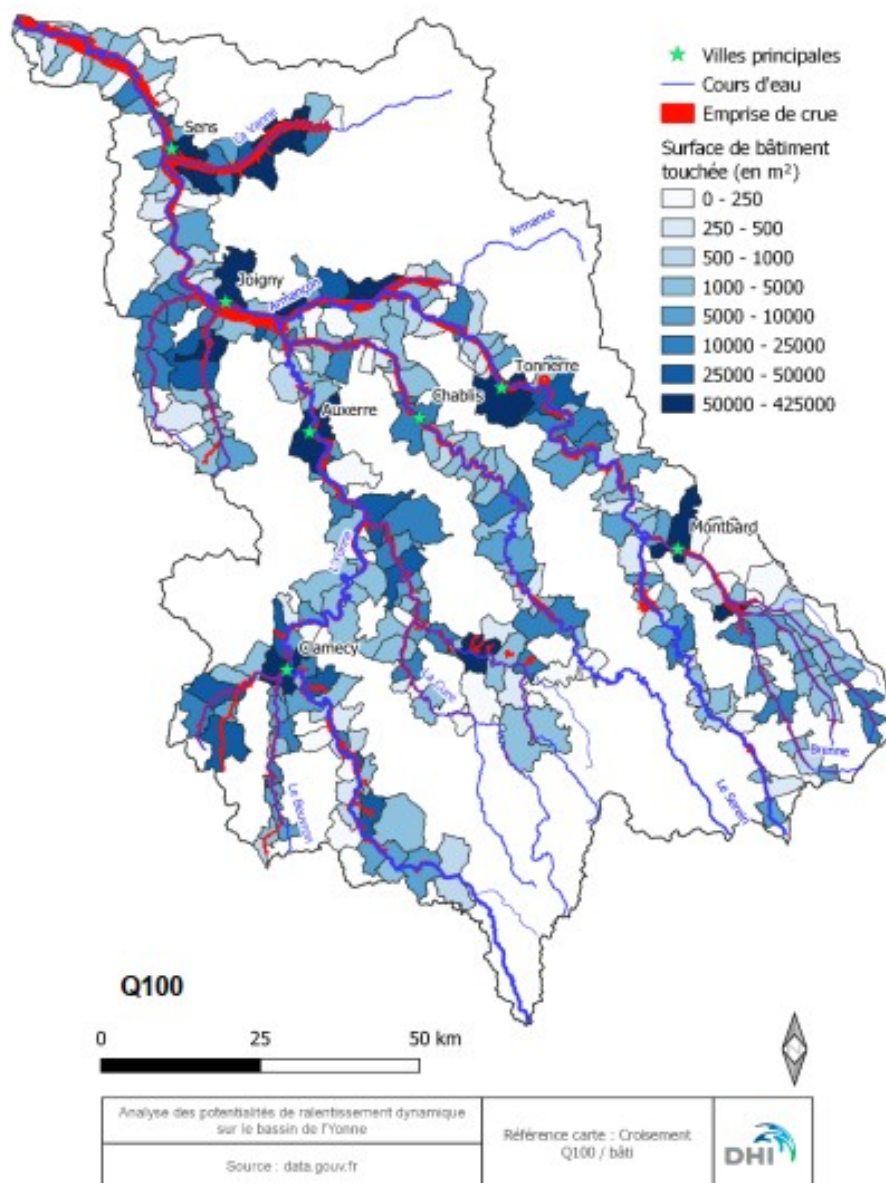 Villes principales
Cours d'eau
Emprise de crue
Surface de bâtiment
touchée (en m²)
0 - 250
250 - 500
500 - 1000
1000 - 5000
5000 - 10000
10000 - 25000
25000 - 50000
50000 - 425000
Sens
La Vanne
Armance
Joigny
Armançon
Tonnerre
Chablis
Auxerre
Montbard
L'Yonne
Clamecy
La Cure
Brenne
Le Serein
Le Beuvron
Q100
0 25 50 km
Analyse des potentialités de ralentissement dynamique
sur le bassin de l'Yonne
Source : data.gouv.fr
Référence carte : Croisement
Q100 / bâti
DHI